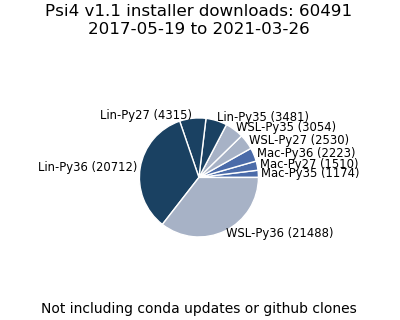 Psi4 v1.1 installer downloads: 60491
2017-05-19 to 2021-03-26
Lin-Py27 (4315)
Lin-Py35 (3481)
WSL-Py35 (3054)
WSL-Py27 (2530)
Mac-Py36 (2223)
Mac-Py27 (1510)
Lin-Py36 (20712)
Mac-Py35 (1174)
WSL-Py36 (21488)
Not including conda updates or github clones